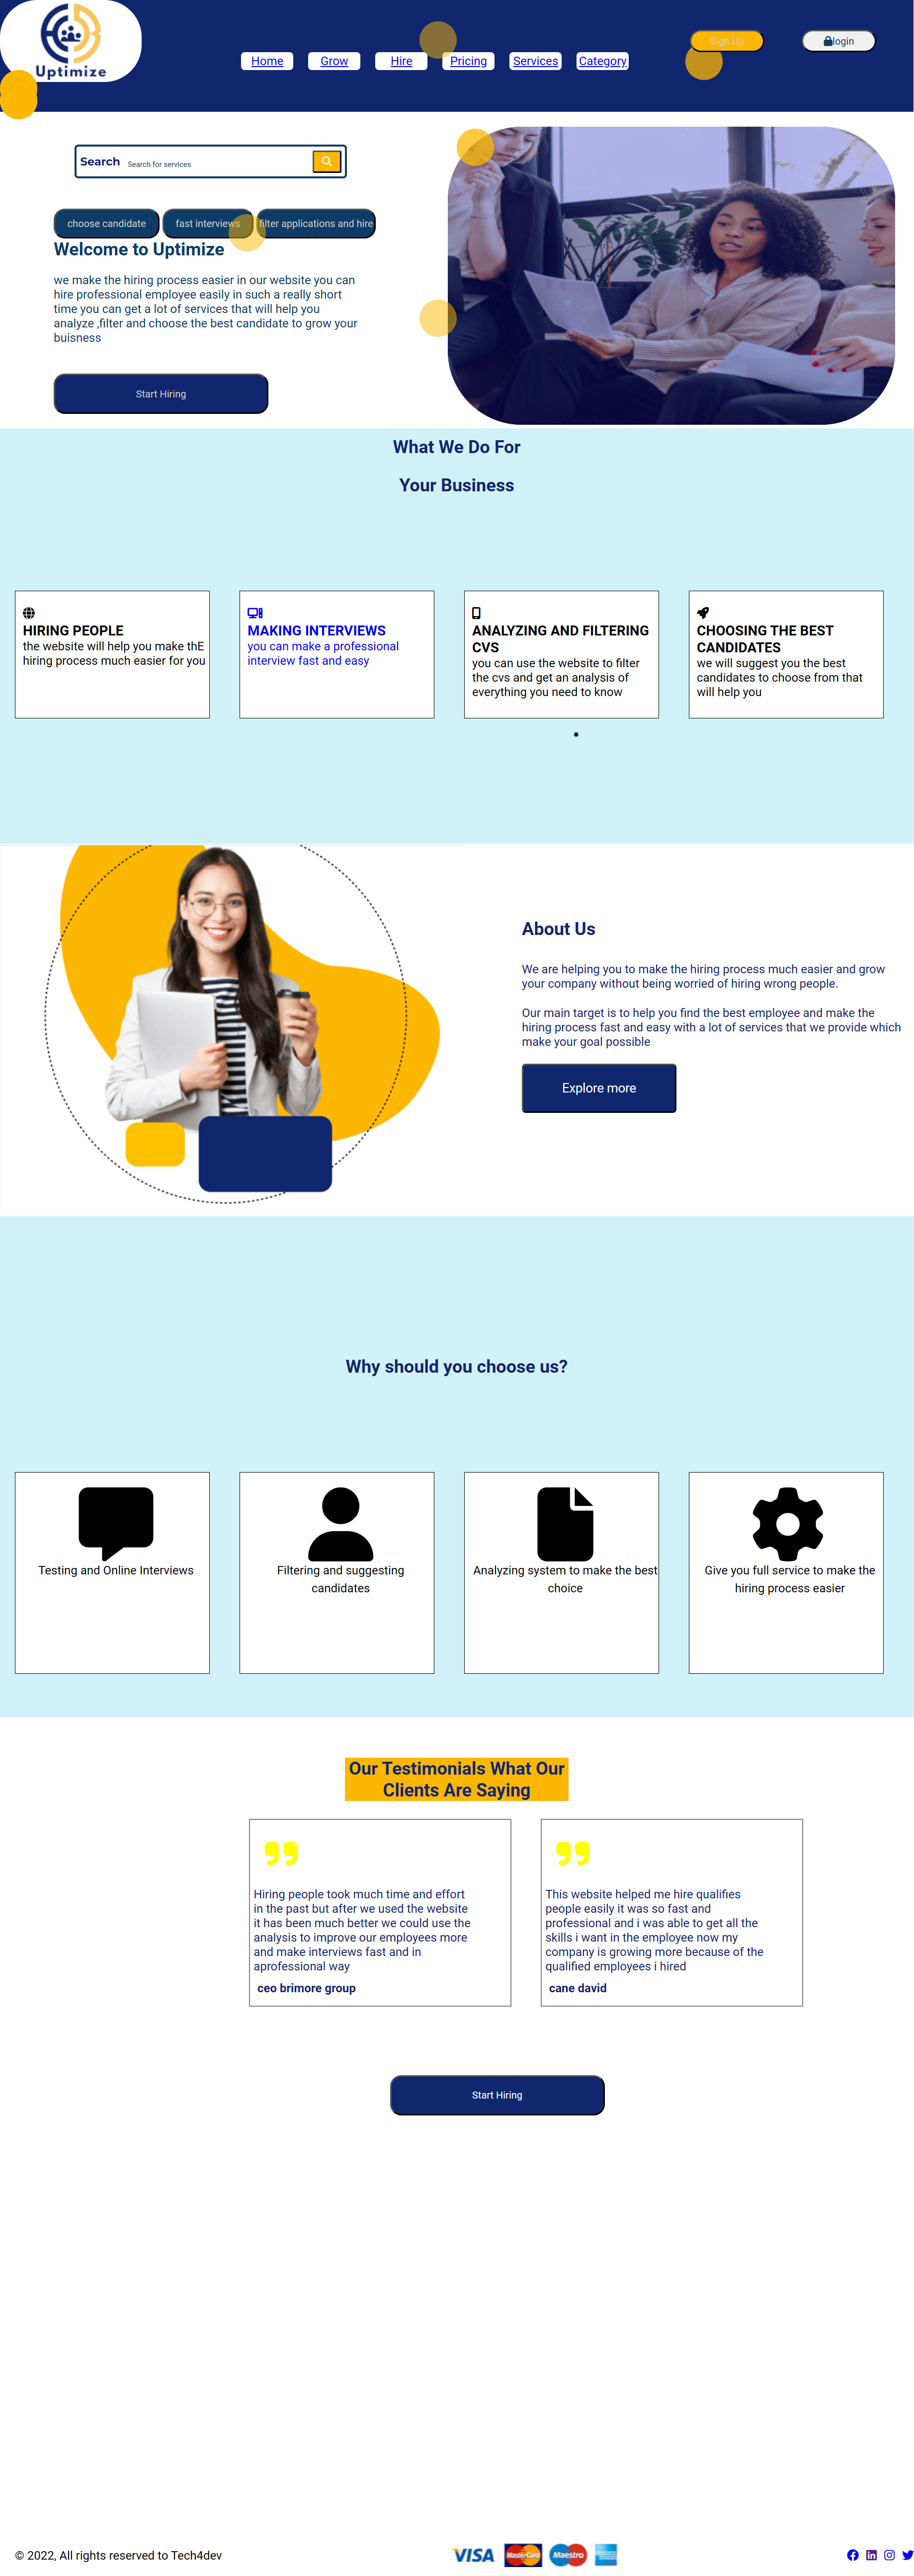 Uptimize
Home Grow Hire Pricing Services Category
Sign Up
login
Search Search for services
choose candidate fast interviews filter applications and hire
Welcome to Uptimize
we make the hiring process easier in our website you can
hire professional employee easily in such a really short
time you can get a lot of services that will help you
analyze ,filter and choose the best candidate to grow your
buisness
Start Hiring
What We Do For
Your Business
HIRING PEOPLE
the website will help you make thE
hiring process much easier for you
MAKING INTERVIEWS
you can make a professional
interview fast and easy
ANALYZING AND FILTERING
CVS
you can use the website to filter
the cvs and get an analysis of
everything you need to know
CHOOSING THE BEST
CANDIDATES
we will suggest you the best
candidates to choose from that
will help you
About Us
We are helping you to make the hiring process much easier and grow
your company without being worried of hiring wrong people.
Our main target is to help you find the best employee and make the
hiring process fast and easy with a lot of services that we provide which
make your goal possible
Explore more
Why should you choose us?
Testing and Online Interviews
Filtering and suggesting
candidates
Analyzing system to make the best
choice
Give you full service to make the
hiring process easier
Our Testimonials What Our
Clients Are Saying
Hiring people took much time and effort
in the past but after we used the website
it has been much better we could use the
analysis to improve our employees more
and make interviews fast and in
aprofessional way
ceo brimore group
This website helped me hire qualifies
people easily it was so fast and
professional and i was able to get all the
skills i want in the employee now my
company is growing more because of the
qualified employees i hired
cane david
Start Hiring
© 2022, All rights reserved to Tech4dev
VISA MasterCard Maestro